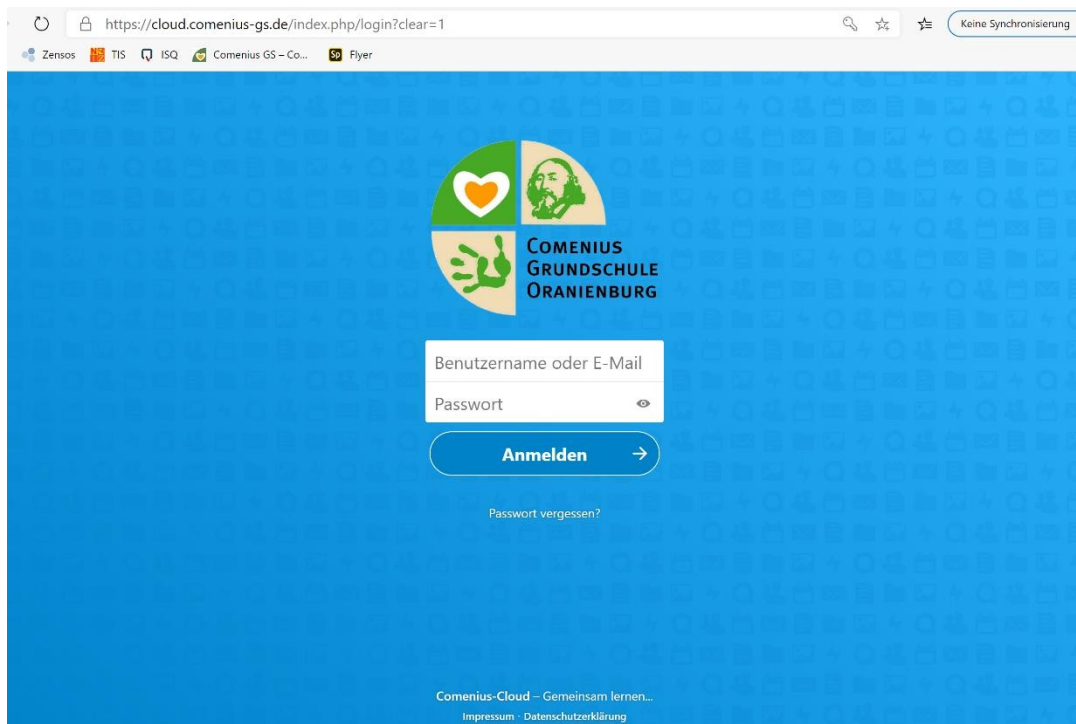 https://cloud.comenius-gs.de/index.php/login?clear=1
Keine Synchronisierung
Zensos TIS ISQ Comenius GS – Co... Sp Flyer
COMENIUS
GRUNDSCHULE
ORANIENBURG
Benutzername oder E-Mail
Passwort
Anmelden
Passwort vergessen?
Comenius-Cloud – Gemeinsam lernen...
Impressum · Datenschutzerklärung